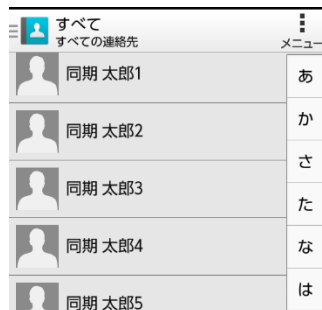 すべて
すべての連絡先
メニュー
同期 太郎1
同期 太郎2
同期 太郎3
同期 太郎4
同期 太郎5
あ
か
さ
た
な
は